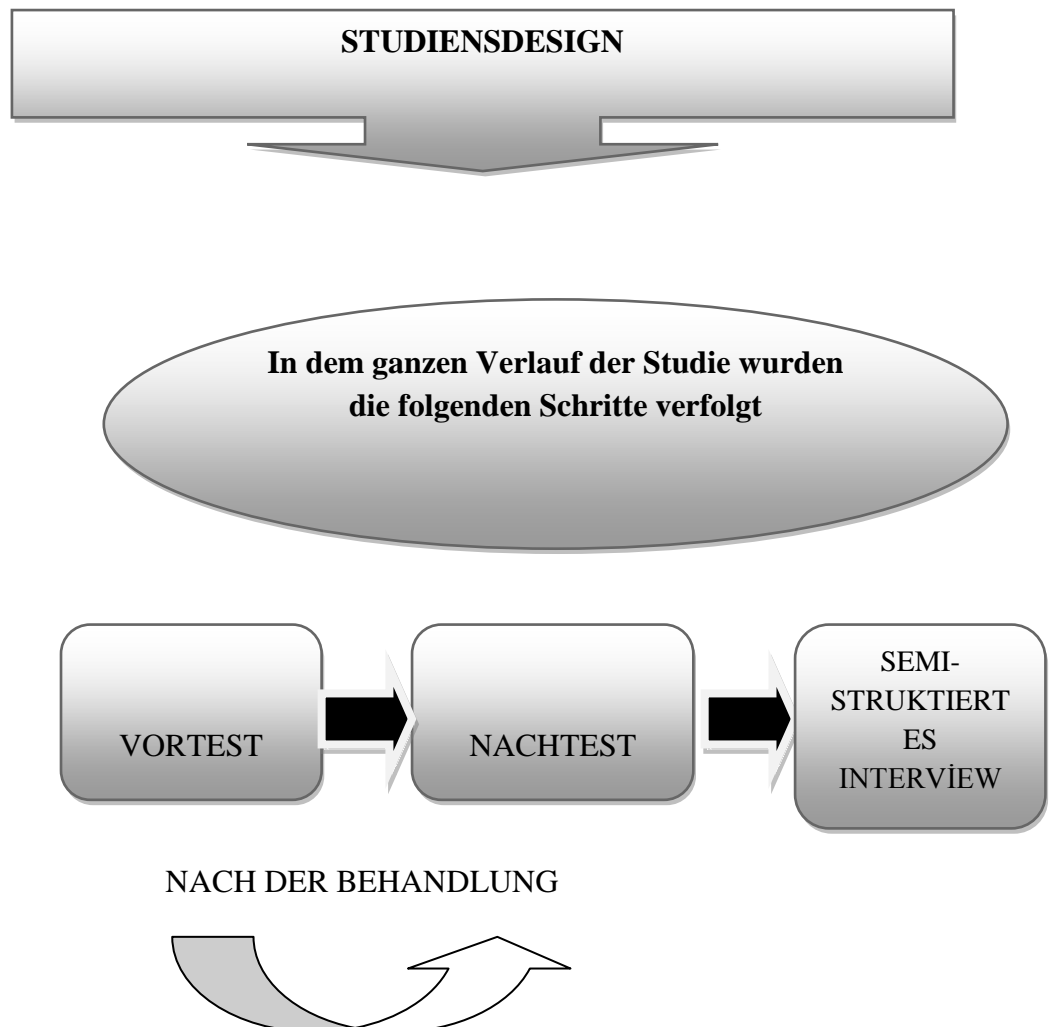 STUDIENSDESIGN
In dem ganzen Verlauf der Studie wurden
die folgenden Schritte verfolgt
VORTEST
NACHTEST
SEMI-
STRUKTIERT
ES
INTERVİEW
NACH DER BEHANDLUNG